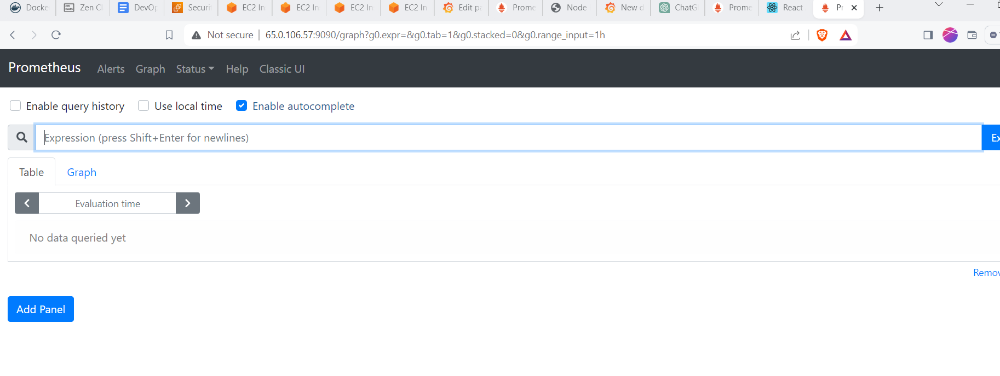 Docke Zen Cl DevOp Securi EC2 In EC2 In EC2 In EC2 In Edit pa Prome Node New d ChatG Prome React Pr
Not secure 65.0.106.57:9090/graph?g0.expr=&g0.tab=1&g0.stacked=0&g0.range_input=1h
Prometheus Alerts Graph Status Help Classic UI
Enable query history Use local time Enable autocomplete
Expression (press Shift+Enter for newlines) Ex
Table Graph
Evaluation time
No data queried yet
Remov
Add Panel